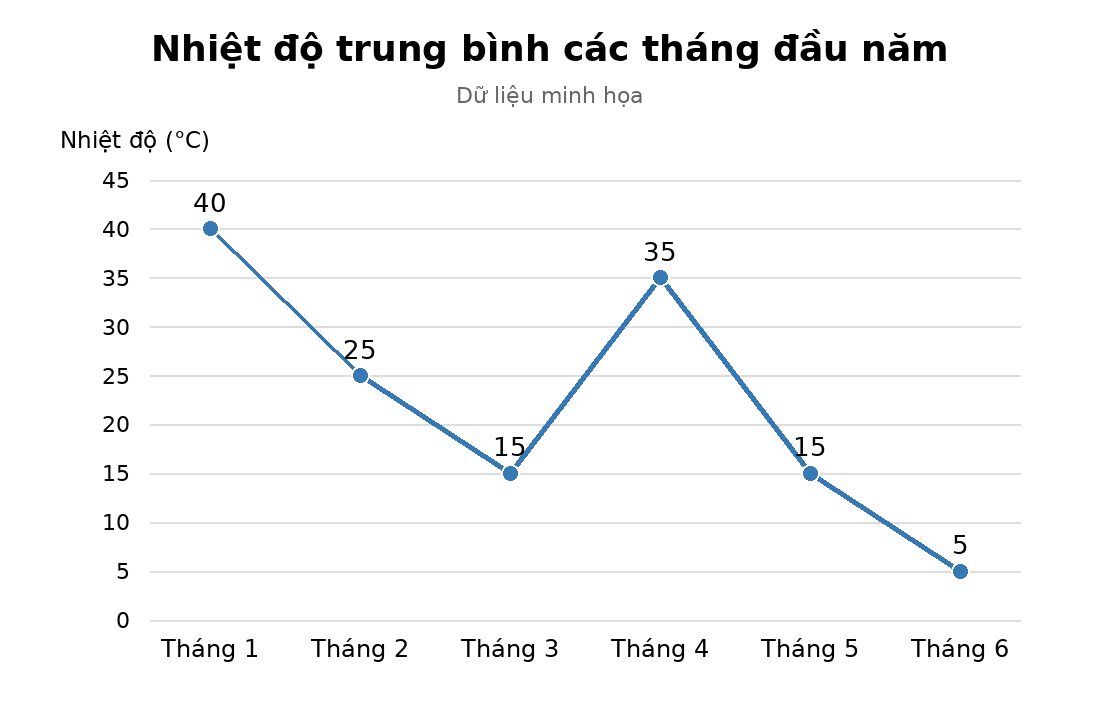 Nhiệt độ trung bình các tháng đầu năm
Dữ liệu minh họa
Nhiệt độ (°C)
45
40
35
30
25
20
15
10
5
0
40
25
15
35
15
5
Tháng 1
Tháng 2
Tháng 3
Tháng 4
Tháng 5
Tháng 6